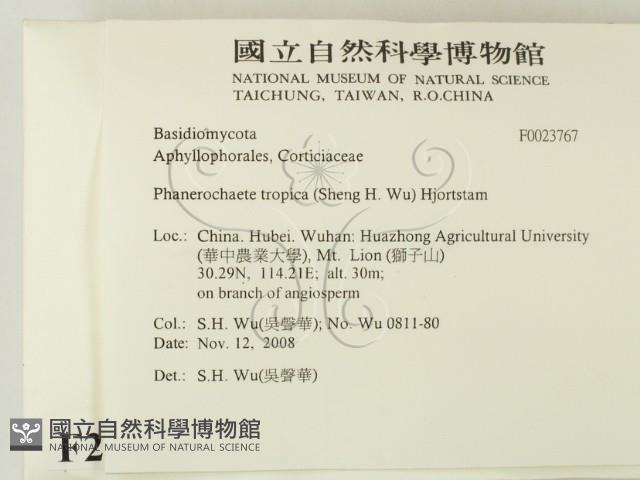 國立自然科學博物館
NATIONAL MUSEUM OF NATURAL SCIENCE
TAICHUNG, TAIWAN, R.O.CHINA
Basidiomycota F0023767
Aphyllophorales, Corticiaceae
Phanerochaete tropica (Sheng H. Wu) Hjortstam
Loc.: China. Hubei. Wuhan: Huazhong Agricultural University
(華中農業大學), Mt. Lion (獅子山)
30.29N, 114.21E; alt. 30m;
on branch of angiosperm
Col.: S.H. Wu(吳聲華); No. Wu 0811-80
Date: Nov. 12, 2008
Det.: S.H. Wu(吳聲華)
國立自然科學博物館
NATIONAL MUSEUM OF NATURAL SCIENCE